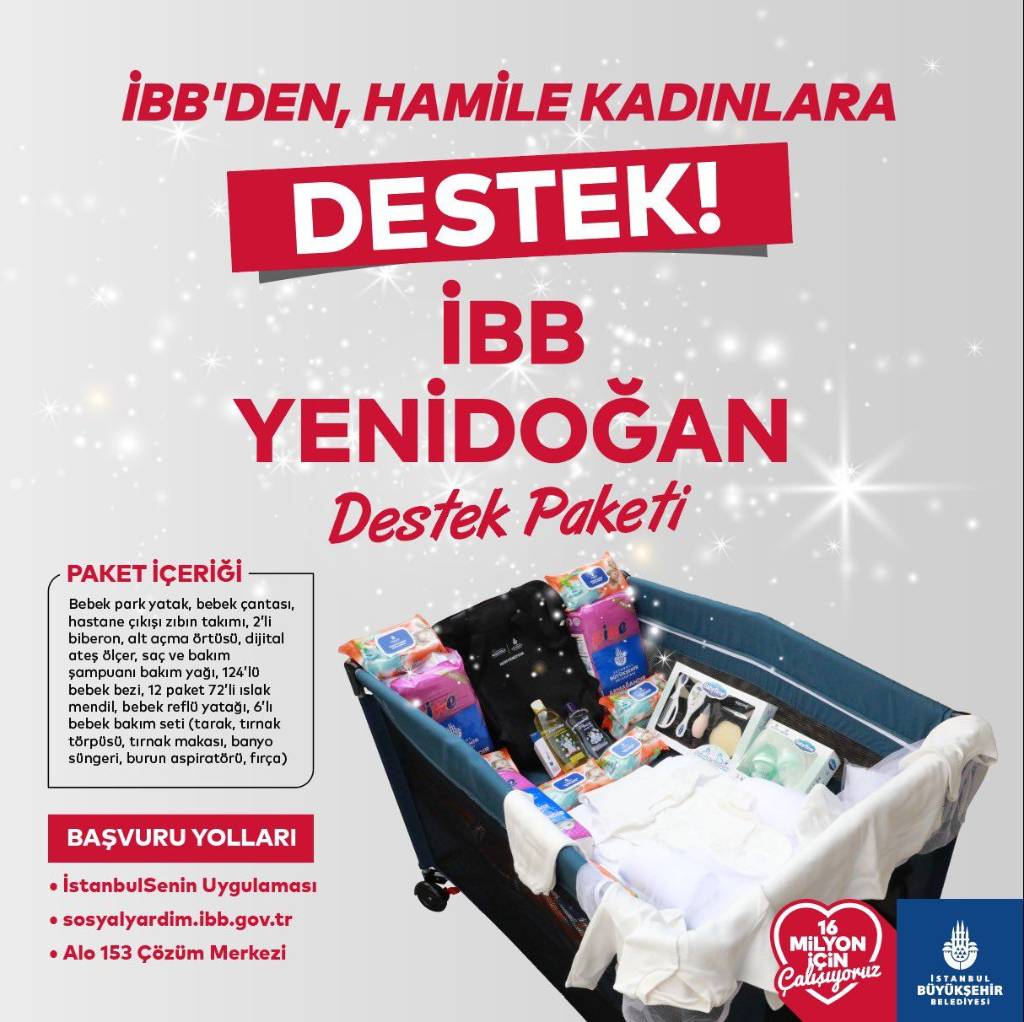 İBB'DEN, HAMİLE KADINLARA
DESTEK!
İBB
YENİDOĞAN
Destek Paketi
PAKET İÇERİĞİ
Bebek park yatak, bebek çantası,
hastane çıkışı zıbın takımı, 2'li
biberon, alt açma örtüsü, dijital
ateş ölçer, saç ve bakım
şampuanı bakım yağı, 124'lü
bebek bezi, 12 paket 72'li ıslak
mendil, bebek reflü yatağı, 6'lı
bebek bakım seti (tarak, tırnak
törpüsü, tırnak makası, banyo
süngeri, burun aspiratörü, fırça)
BAŞVURU YOLLARI
• İstanbulSenin Uygulaması
• sosyalyardim.ibb.gov.tr
• Alo 153 Çözüm Merkezi
16
MİLYON
İÇİN
Çalışıyoruz
İSTANBUL
BÜYÜKŞEHİR
BELEDİYESİ